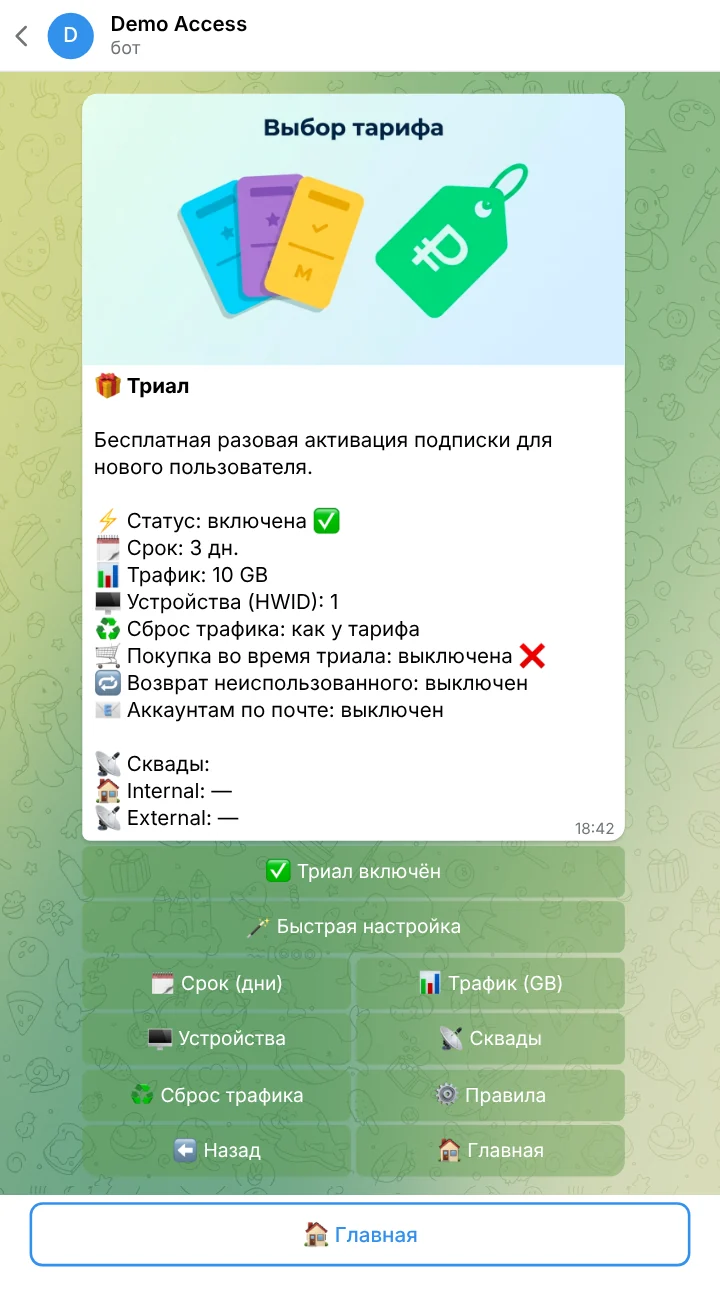 D
Demo Access
бот
Выбор тарифа
M
🎁 Триал
Бесплатная разовая активация подписки для
нового пользователя.
⚡ Статус: включена ✅
🗓 Срок: 3 дн.
📊 Трафик: 10 GB
🖥 Устройства (HWID): 1
♻️ Сброс трафика: как у тарифа
🛒 Покупка во время триала: выключена ❌
🔁 Возврат неиспользованного: выключен
📧 Аккаунтам по почте: выключен
📡 Сквады:
🏠 Internal: —
📡 External: —
18:42
✅ Триал включён
🪄 Быстрая настройка
🗓 Срок (дни)
📊 Трафик (GB)
🖥 Устройства
📡 Сквады
♻️ Сброс трафика
⚙️ Правила
⬅️ Назад
🏠 Главная
🏠 Главная